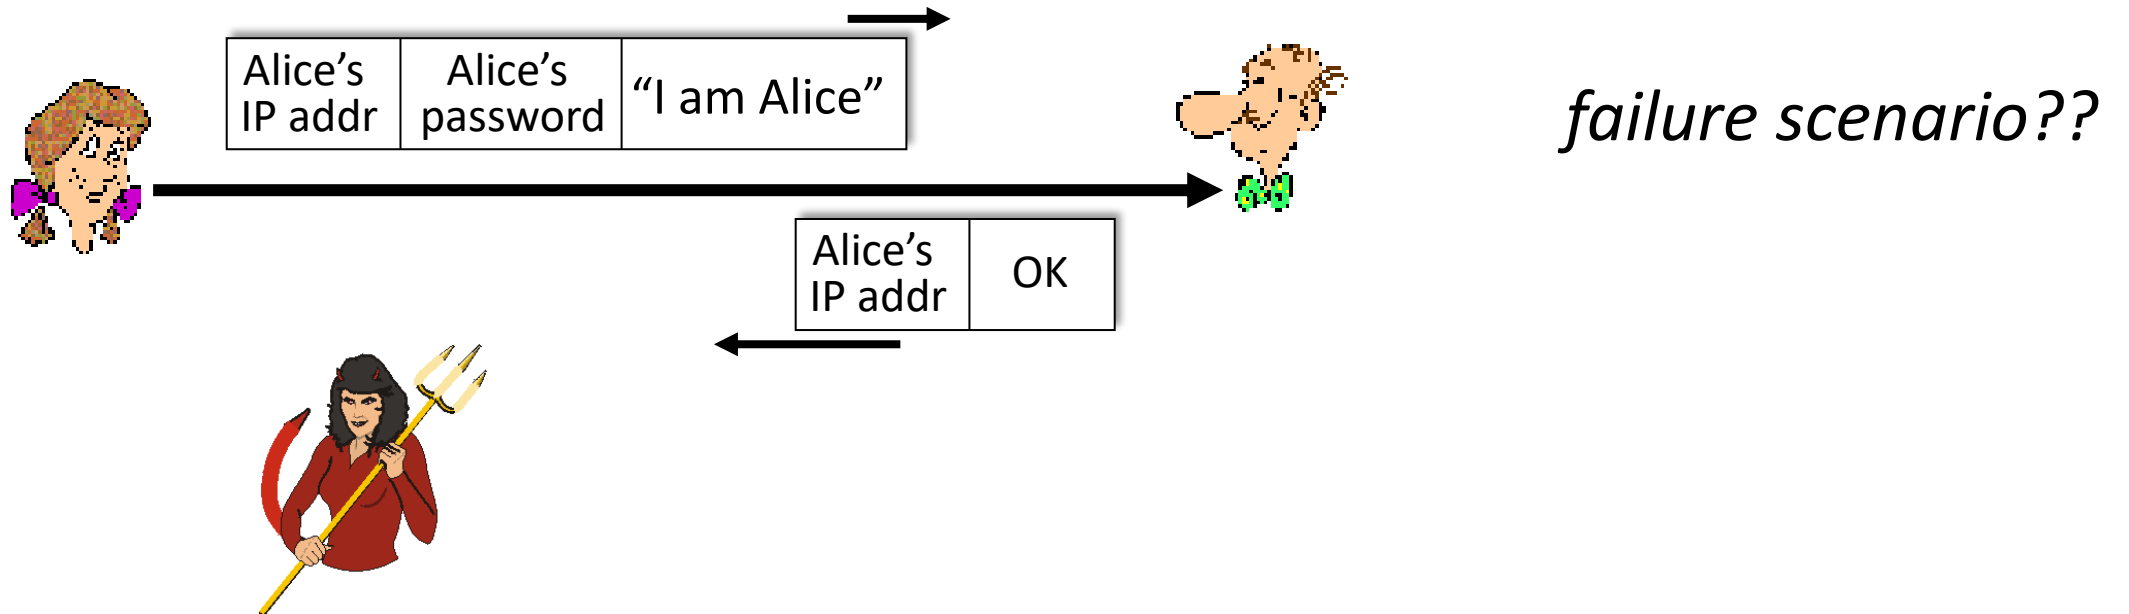 Alice’s
IP addr
Alice’s
password
“I am Alice”
failure scenario??
Alice’s
IP addr
OK